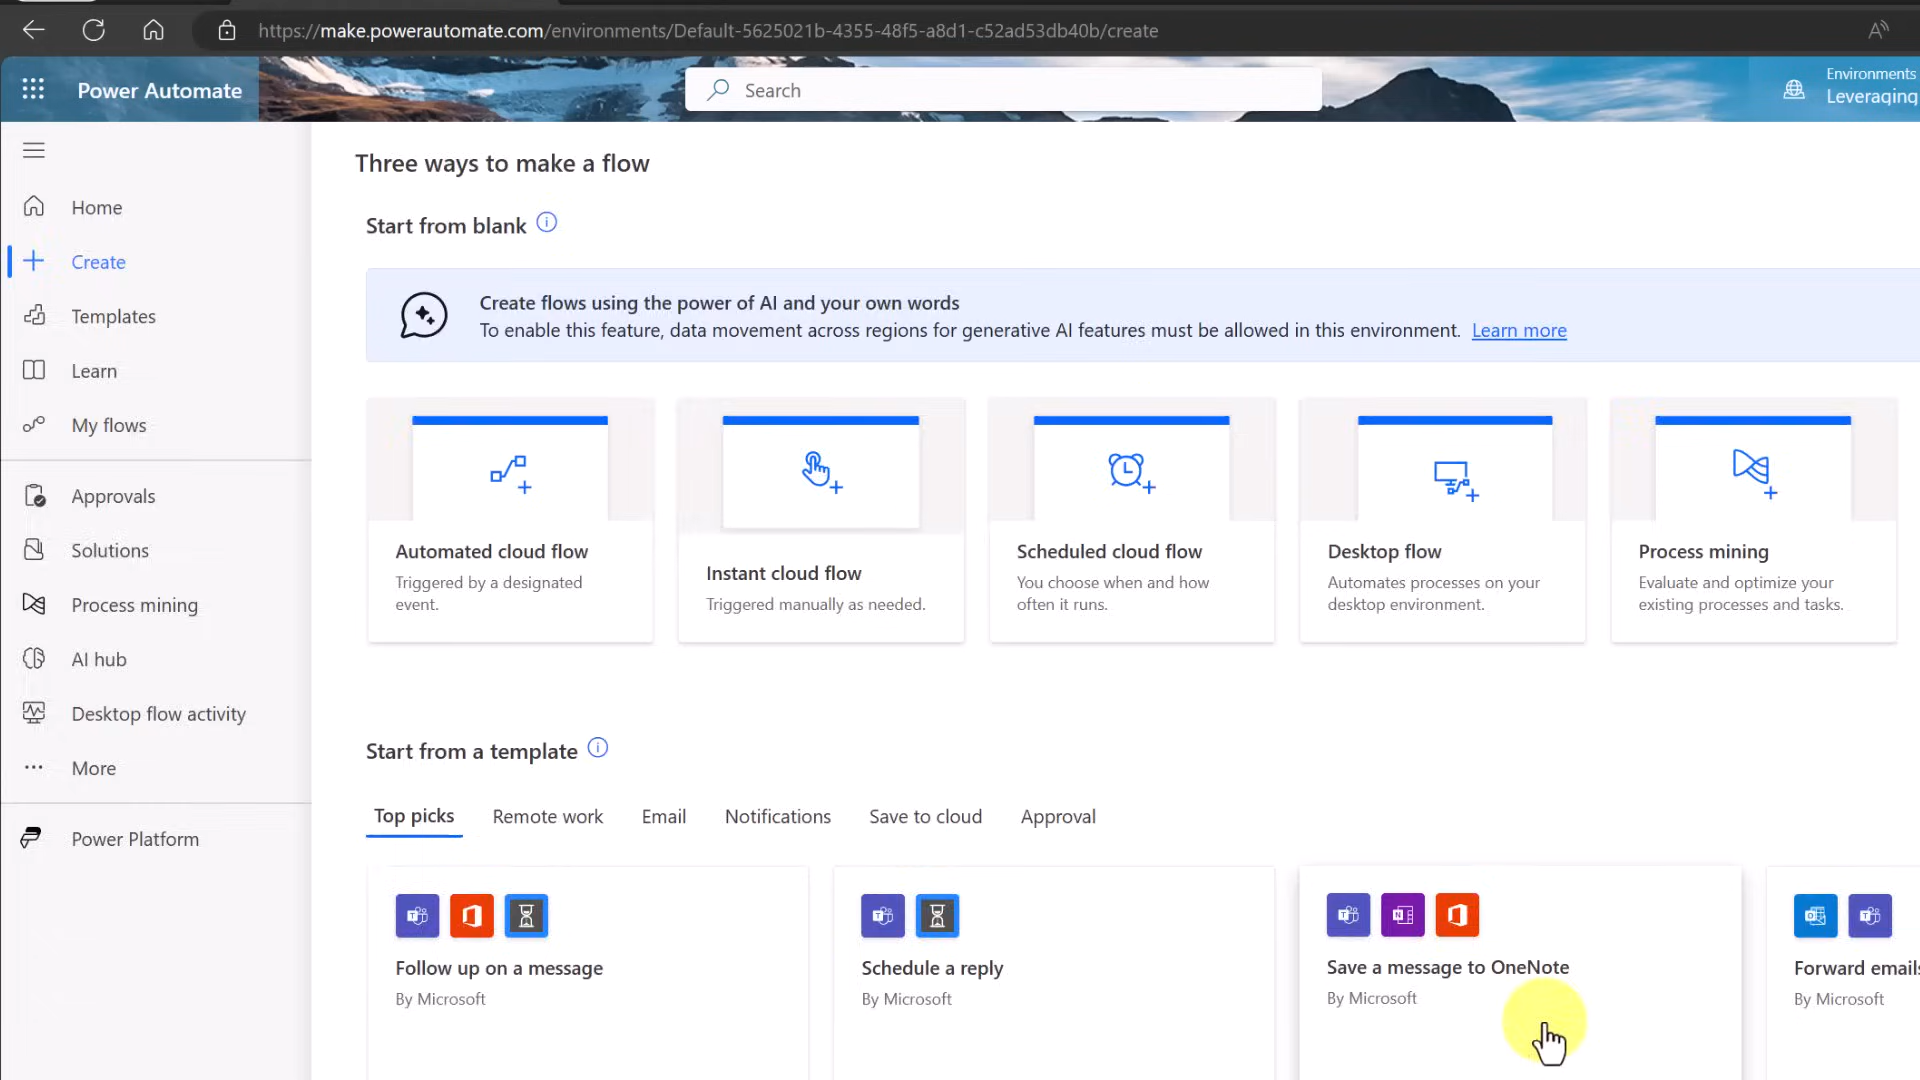 https://make.powerautomate.com/environments/Default-5625021b-4355-48f5-a8d1-c52ad53db40b/create
Power Automate
Search
Environments
Leveraging
Home
Create
Templates
Learn
My flows
Approvals
Solutions
Process mining
AI hub
Desktop flow activity
More
Power Platform
Three ways to make a flow
Start from blank
Create flows using the power of AI and your own words
To enable this feature, data movement across regions for generative AI features must be allowed in this environment. Learn more
Automated cloud flow
Triggered by a designated
event.
Instant cloud flow
Triggered manually as needed.
Scheduled cloud flow
You choose when and how
often it runs.
Desktop flow
Automates processes on your
desktop environment.
Process mining
Evaluate and optimize your
existing processes and tasks.
Start from a template
Top picks
Remote work
Email
Notifications
Save to cloud
Approval
Follow up on a message
By Microsoft
Schedule a reply
By Microsoft
Save a message to OneNote
By Microsoft
Forward emails
By Microsoft